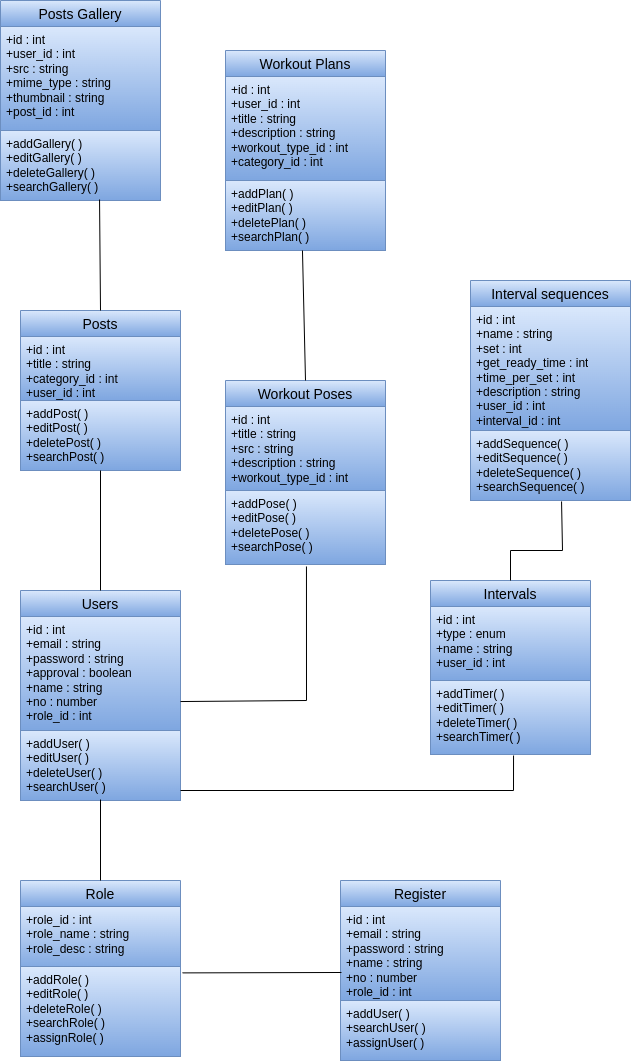 Posts Gallery
+id : int
+user_id : int
+src : string
+mime_type : string
+thumbnail : string
+post_id : int
+addGallery( )
+editGallery( )
+deleteGallery( )
+searchGallery( )
Workout Plans
+id : int
+user_id : int
+title : string
+description : string
+workout_type_id : int
+category_id : int
+addPlan( )
+editPlan( )
+deletePlan( )
+searchPlan( )
Interval sequences
+id : int
+name : string
+set : int
+get_ready_time : int
+time_per_set : int
+description : string
+user_id : int
+interval_id : int
+addSequence( )
+editSequence( )
+deleteSequence( )
+searchSequence( )
Posts
+id : int
+title : string
+category_id : int
+user_id : int
+addPost( )
+editPost( )
+deletePost( )
+searchPost( )
Workout Poses
+id : int
+title : string
+src : string
+description : string
+workout_type_id : int
+addPose( )
+editPose( )
+deletePose( )
+searchPose( )
Intervals
+id : int
+type : enum
+name : string
+user_id : int
+addTimer( )
+editTimer( )
+deleteTimer( )
+searchTimer( )
Users
+id : int
+email : string
+password : string
+approval : boolean
+name : string
+no : number
+role_id : int
+addUser( )
+editUser( )
+deleteUser( )
+searchUser( )
Role
+role_id : int
+role_name : string
+role_desc : string
+addRole( )
+editRole( )
+deleteRole( )
+searchRole( )
+assignRole( )
Register
+id : int
+email : string
+password : string
+name : string
+no : number
+role_id : int
+addUser( )
+searchUser( )
+assignUser( )